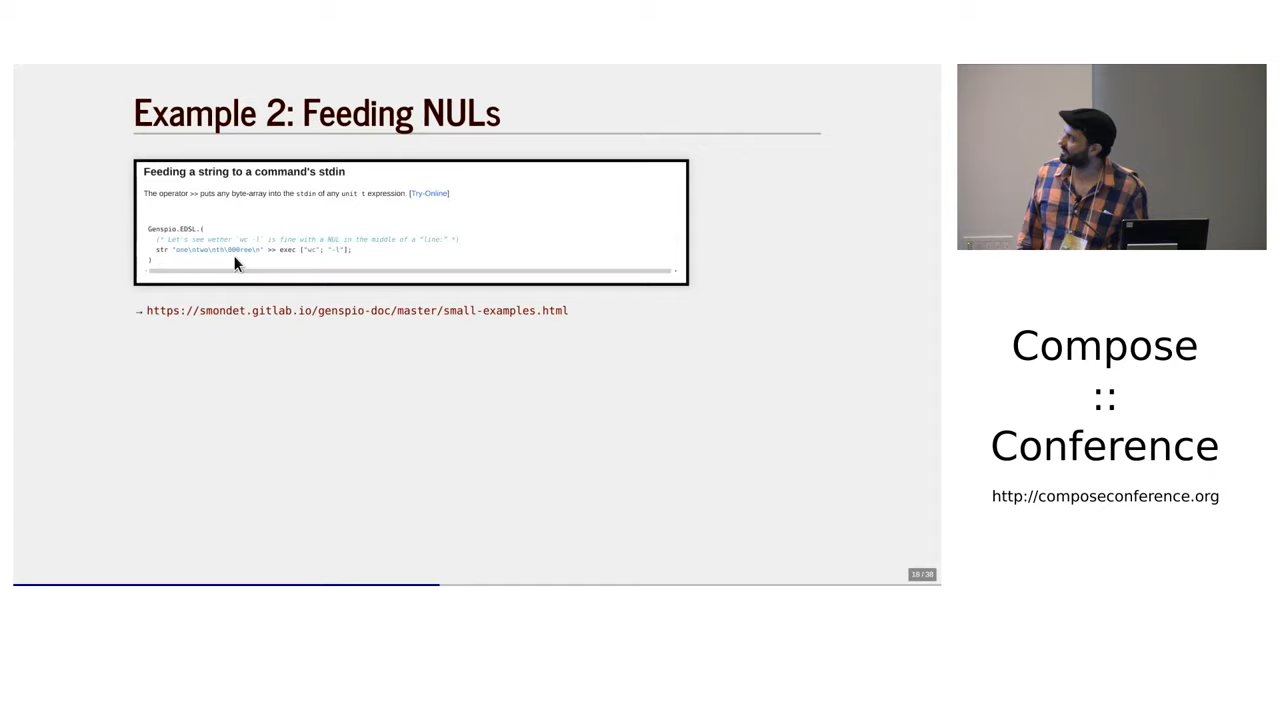 Example 2: Feeding NULs
Feeding a string to a command's stdin
The operator >> puts any byte-array into the stdin of any unit t expression. [Try-Online]
Genspio.EDSL.(
(* Let's see wether `wc -l` is fine with a NUL in the middle of a "line:" *)
str "one\ntwo\nth\000ree\n" >> exec ["wc"; "-l"];
)
→ https://smondet.gitlab.io/genspio-doc/master/small-examples.html
18 / 38
Compose
::
Conference
http://composeconference.org